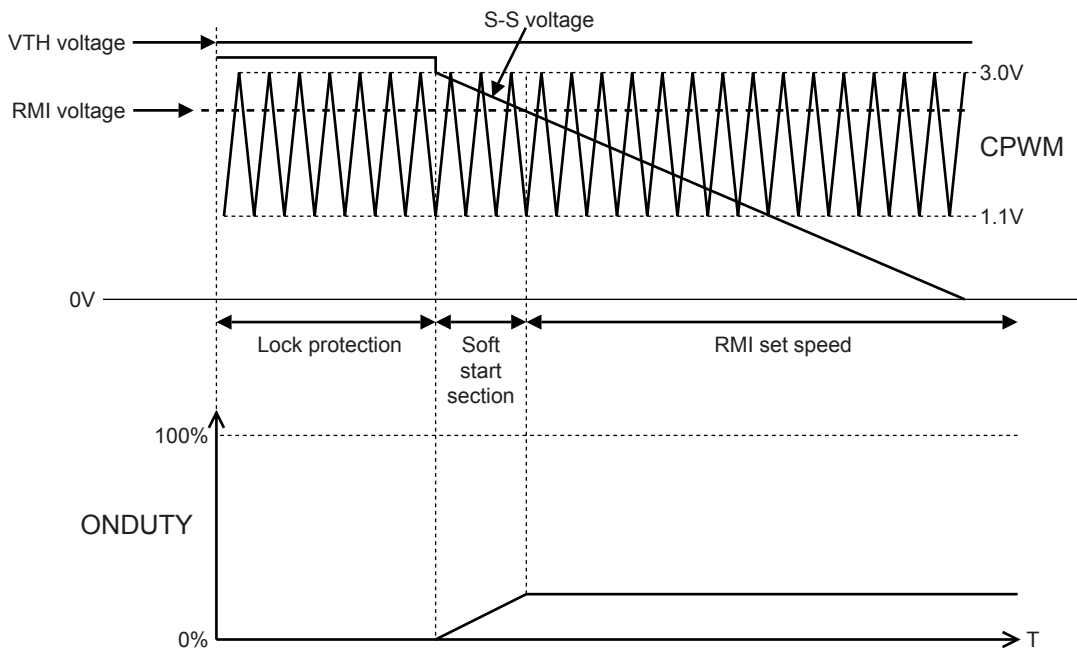 S-S voltage
VTH voltage
3.0V
RMI voltage
CPWM
1.1V
0V
Lock protection
Soft
start
section
RMI set speed
100%
ONDUTY
0%
T